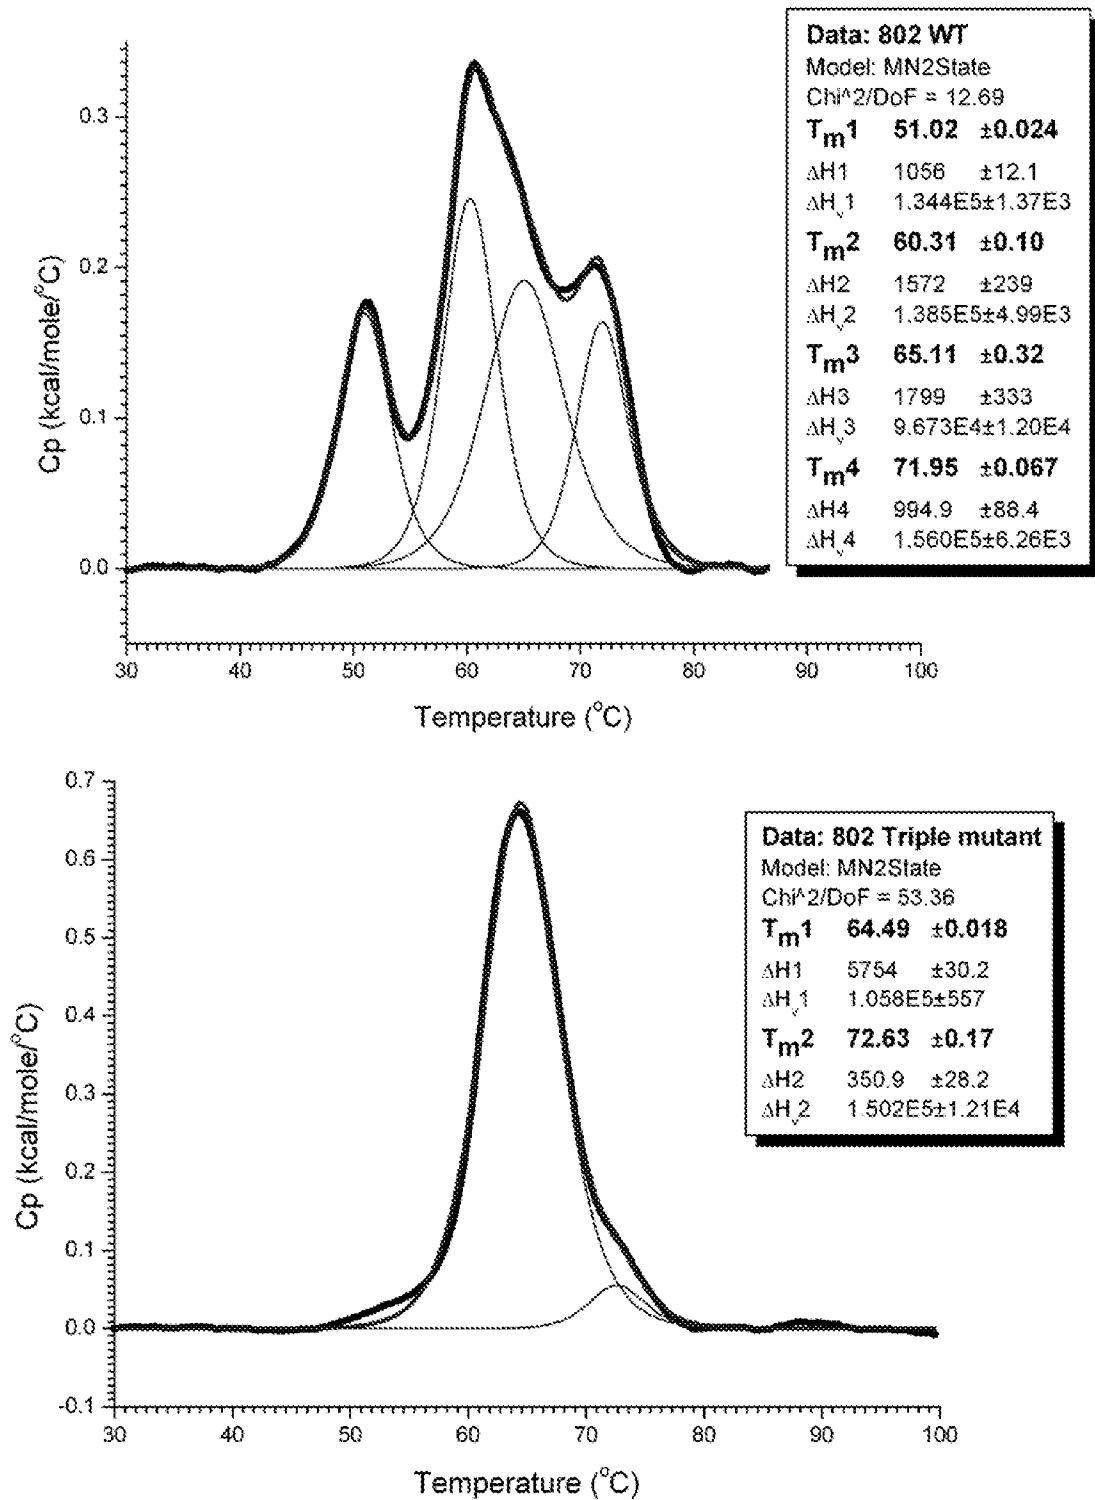 Data: 802 WT
Model: MN2State
Chi^2/DoF = 12.69
Tm1 51.02 ±0.024
ΔH1 1056 ±12.1
ΔHv1 1.344E5±1.37E3
Tm2 60.31 ±0.10
ΔH2 1572 ±239
ΔHv2 1.385E5±4.99E3
Tm3 65.11 ±0.32
ΔH3 1799 ±333
ΔHv3 9.673E4±1.20E4
Tm4 71.95 ±0.067
ΔH4 994.9 ±88.4
ΔHv4 1.560E5±6.26E3
Cp (kcal/mole/°C)
0.3
0.2
0.1
0.0
30 40 50 60 70 80 90 100
Temperature (°C)
Data: 802 Triple mutant
Model: MN2State
Chi^2/DoF = 53.36
Tm1 64.49 ±0.018
ΔH1 5754 ±30.2
ΔHv1 1.058E5±557
Tm2 72.63 ±0.17
ΔH2 350.9 ±28.2
ΔHv2 1.502E5±1.21E4
Cp (kcal/mole/°C)
0.7
0.6
0.5
0.4
0.3
0.2
0.1
0.0
-0.1
30 40 50 60 70 80 90 100
Temperature (°C)